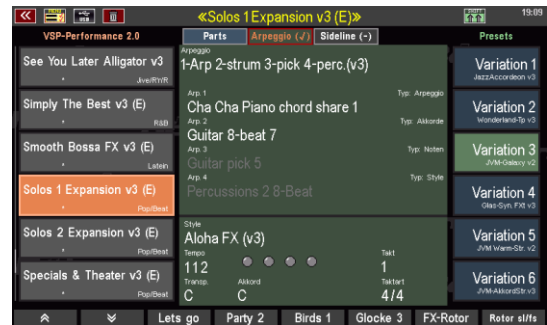 «Solos 1 Expansion v3 (E)»
19:09
VSP-Performance 2.0
Parts
Arpeggio (√)
Sideline (-)
Presets
See You Later Alligator v3
Jive/R'n'R
Simply The Best v3 (E)
R&B
Smooth Bossa FX v3 (E)
Latein
Solos 1 Expansion v3 (E)
Pop/Beat
Solos 2 Expansion v3 (E)
Pop/Beat
Specials & Theater v3 (E)
Pop/Beat
Arpeggio
1-Arp 2-strum 3-pick 4-perc.(v3)
Arp. 1
Typ: Arpeggio
Cha Cha Piano chord share 1
Arp. 2
Typ: Akkorde
Guitar 8-beat 7
Arp. 3
Typ: Noten
Guitar pick 5
Arp. 4
Typ: Style
Percussions 2 8-Beat
Style
Aloha FX (v3)
Tempo
Takt
112
1
Transp.
Akkord
Taktart
C
C
4/4
Variation 1
JazzAccordeon v3
Variation 2
Wonderland-Tp v3
Variation 3
JVM-Galaxy v2
Variation 4
Glas-Syn. FXt v3
Variation 5
JVM Warm-Str. v2
Variation 6
JVM-AkkordStr.v3
Lets go
Party 2
Birds 1
Glocke 3
FX-Rotor
Rotor sl/fs